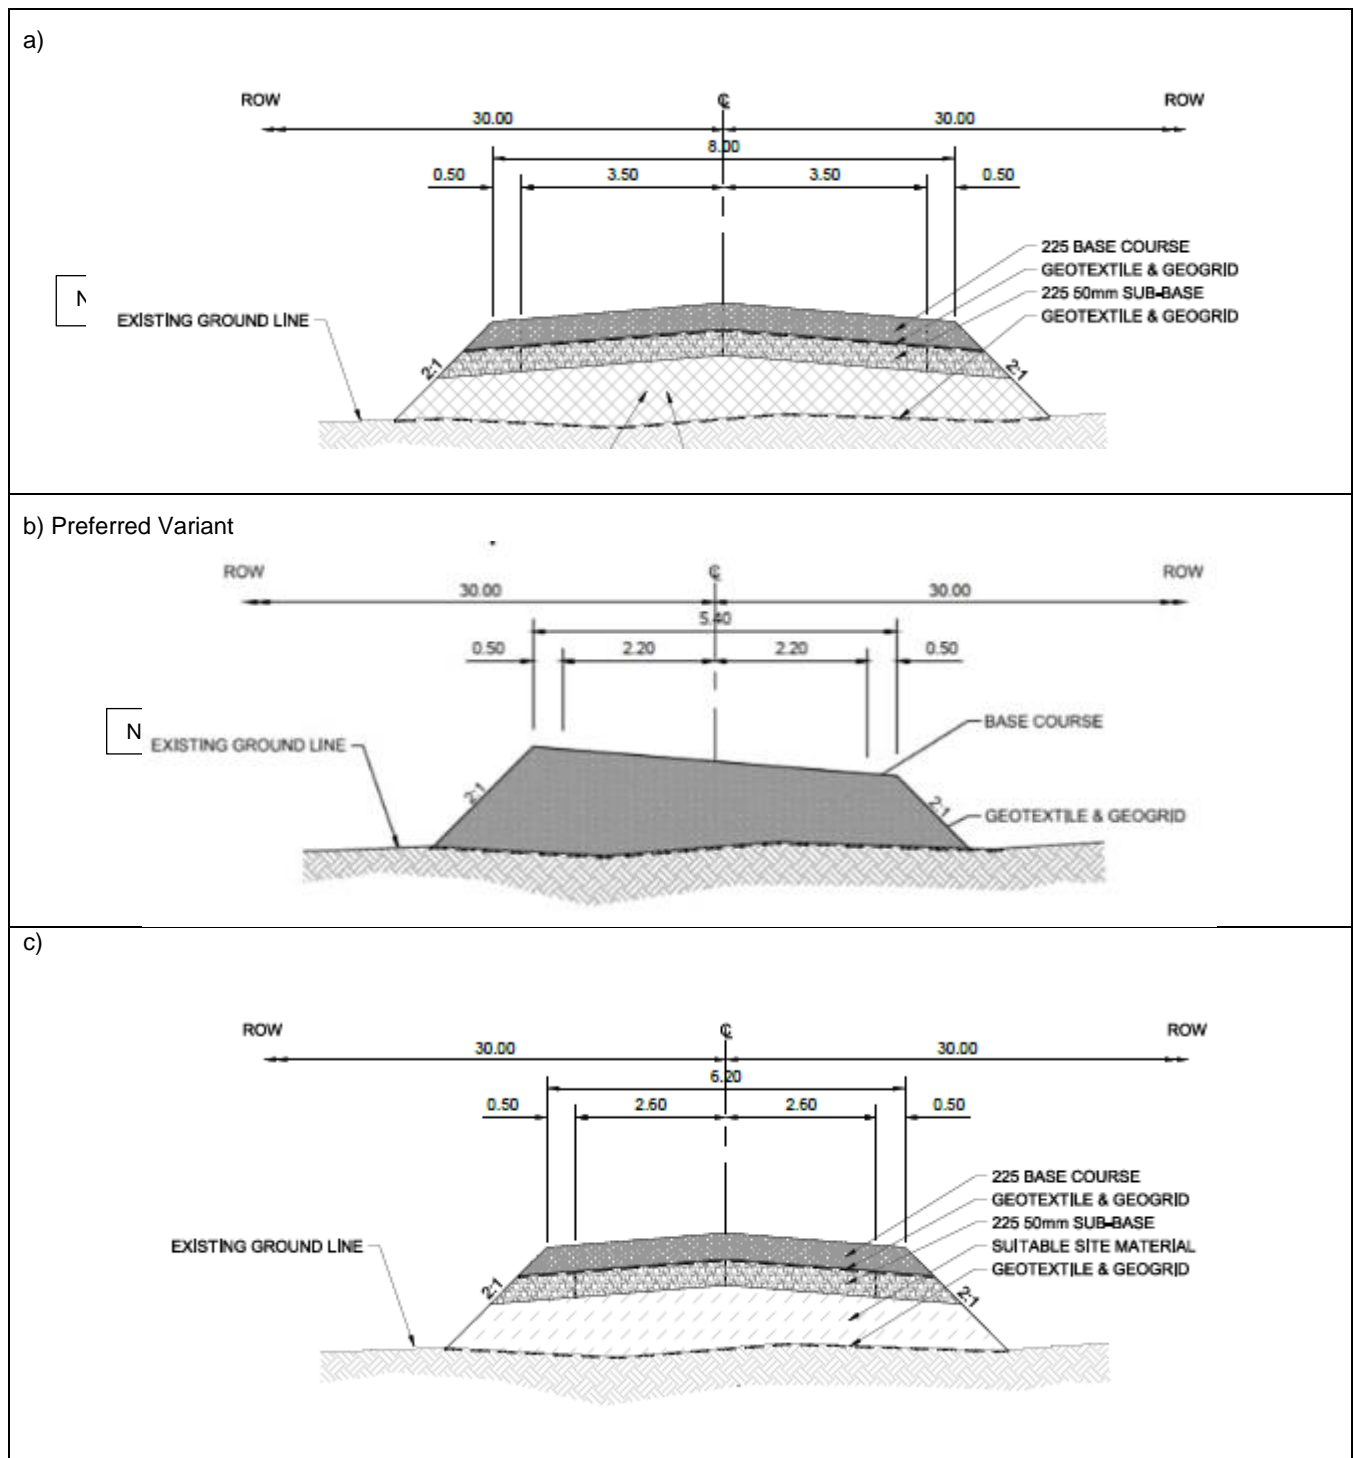 a)
ROW
℄
ROW
30.00
30.00
8.00
0.50
3.50
3.50
0.50
225 BASE COURSE
GEOTEXTILE & GEOGRID
225 50mm SUB-BASE
GEOTEXTILE & GEOGRID
N
EXISTING GROUND LINE
2:1
2:1
b) Preferred Variant
ROW
℄
ROW
30.00
30.00
5.40
0.50
2.20
2.20
0.50
BASE COURSE
N
EXISTING GROUND LINE
2:1
2:1
GEOTEXTILE & GEOGRID
c)
ROW
℄
ROW
30.00
30.00
6.20
0.50
2.60
2.60
0.50
225 BASE COURSE
GEOTEXTILE & GEOGRID
225 50mm SUB-BASE
SUITABLE SITE MATERIAL
GEOTEXTILE & GEOGRID
EXISTING GROUND LINE
2:1
2:1